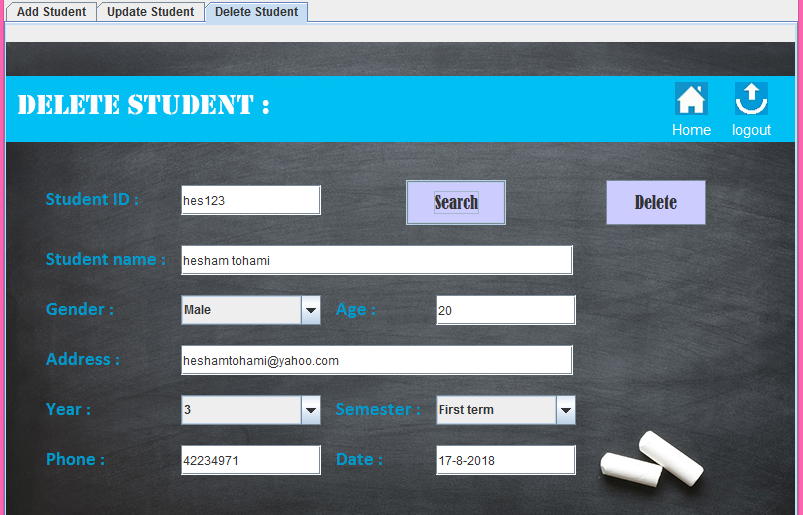 Add Student Update Student Delete Student
DELETE STUDENT :
Home logout
Student ID : hes123 Search Delete
Student name : hesham tohami
Gender : Male Age : 20
Address : heshamtohami@yahoo.com
Year : 3 Semester : First term
Phone : 42234971 Date : 17-8-2018